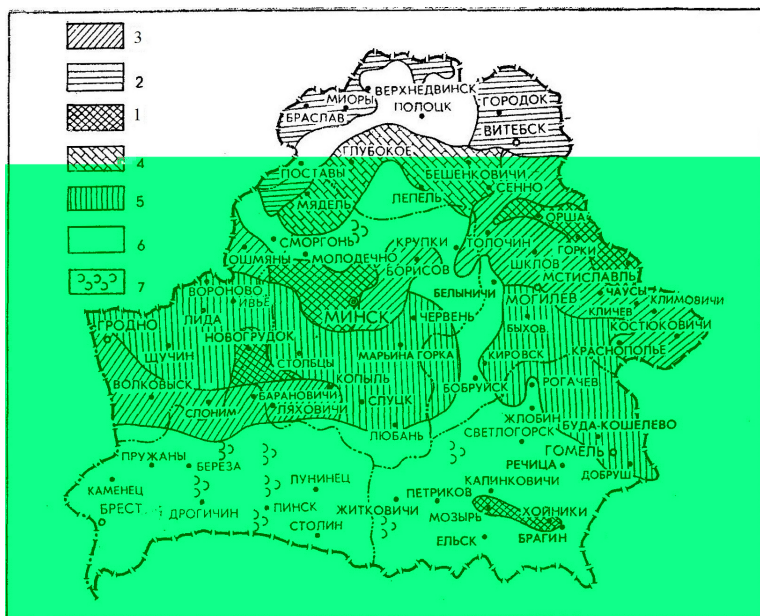 3
2
1
4
5
6
7
ВЕРХНЕДВИНСК
МИОРЫ
ПОЛОЦК
ГОРОДОК
БРАСЛАВ
ВИТЕБСК
ГЛУБОКОЕ
ПОСТАВЫ
БЕШЕНКОВИЧИ
СЕННО
МЯДЕЛЬ
ЛЕПЕЛЬ
ОРША
СМОРГОНЬ
КРУПКИ
ТОЛОЧИН
ГОРКИ
ОШМЯНЫ
МОЛОДЕЧНО
БОРИСОВ
ШКЛОВ
МСТИСЛАВЛЬ
БЕЛЫНИЧИ
ВОРОНОВО
ИВЬЕ
МИНСК
МОГИЛЕВ
ЧАУСЫ
КЛИМОВИЧИ
КЛИЧЕВ
ЛИДА
ЧЕРВЕНЬ
БЫХОВ
КОСТЮКОВИЧИ
ГРОДНО
НОВОГРУДОК
ЩУЧИН
СТОЛБЦЫ
МАРЬИНА ГОРКА
КИРОВСК
КРАСНОПОЛЬЕ
ВОЛКОВЫСК
КОПЫЛЬ
БОБРУЙСК
РОГАЧЕВ
БАРАНОВИЧИ
СЛОНИМ
ЛЯХОВИЧИ
СЛУЦК
ЖЛОБИН
ЛЮБАНЬ
СВЕТЛОГОРСК
БУДА-КОШЕЛЕВО
ПРУЖАНЫ
БЕРЕЗА
ГОМЕЛЬ
РЕЧИЦА
ДОБРУШ
КАМЕНЕЦ
ЛУНИНЕЦ
КАЛИНКОВИЧИ
БРЕСТ
ДРОГИЧИН
ПИНСК
ЖИТКОВИЧИ
ПЕТРИКОВ
МОЗЫРЬ
ХОЙНИКИ
СТОЛИН
ЕЛЬСК
БРАГИН